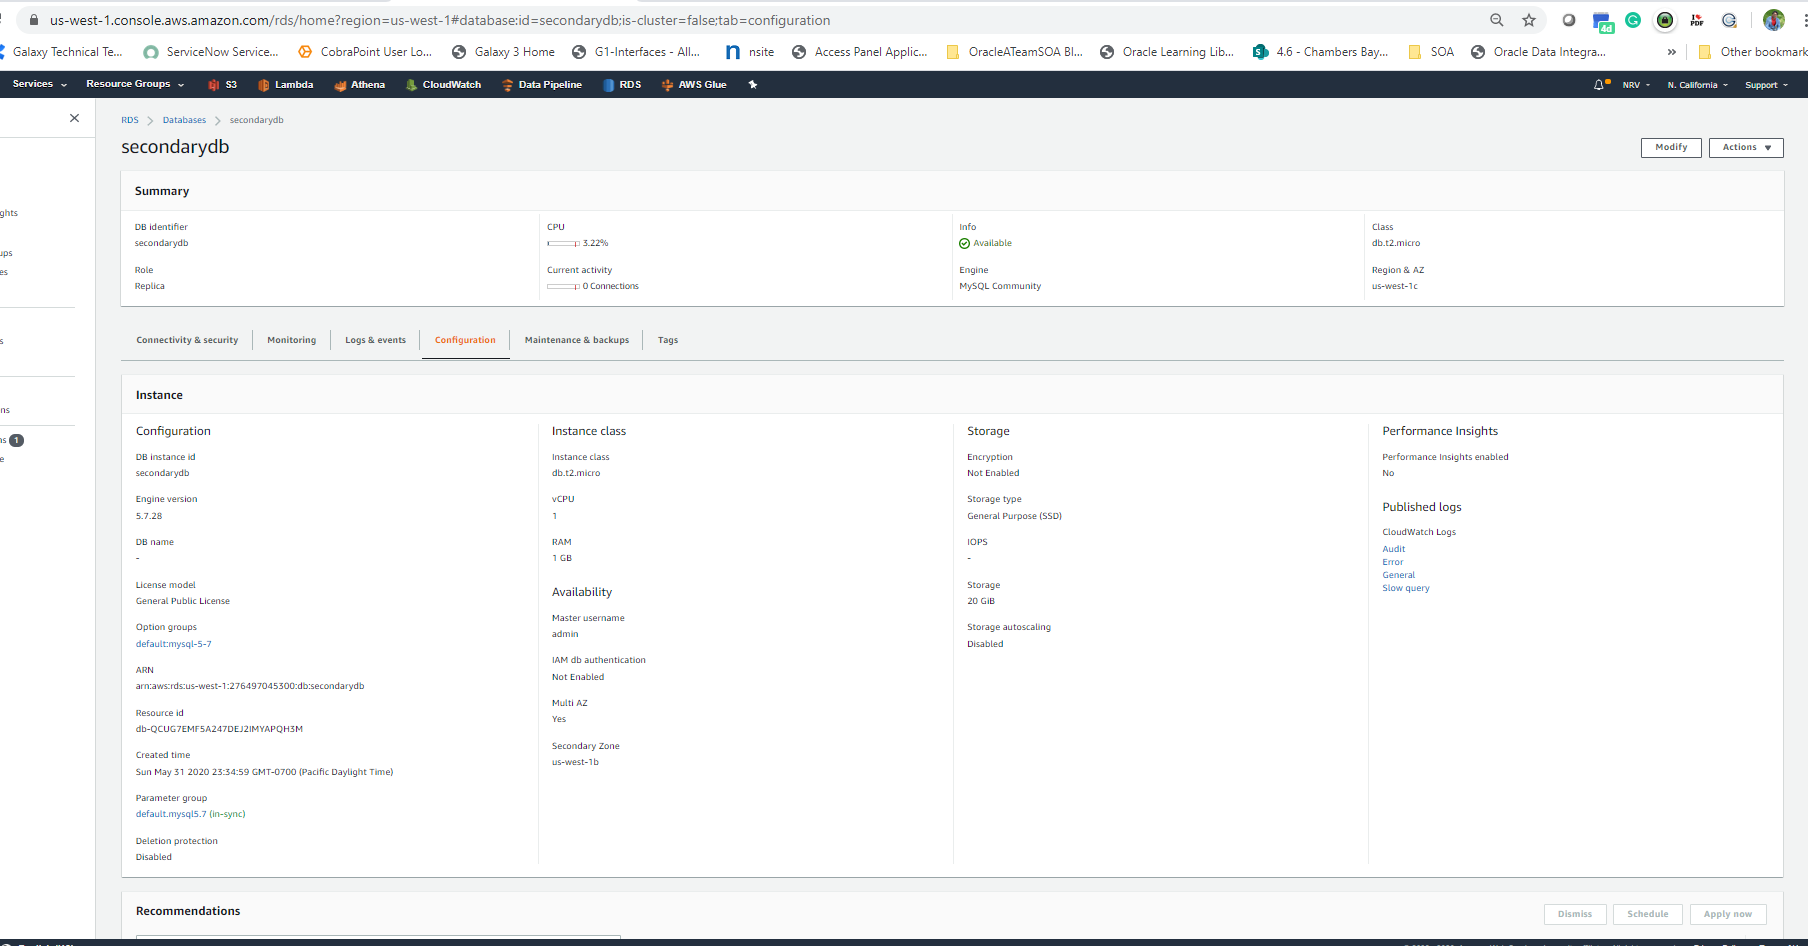 us-west-1.console.aws.amazon.com/rds/home?region=us-west-1#database:id=secondarydb;is-cluster=false;tab=configuration
4d
PDF
Galaxy Technical Te...
ServiceNow Service...
CobraPoint User Lo...
Galaxy 3 Home
G1-Interfaces - All...
n nsite
Access Panel Applic...
OracleATeamSOA Bl...
Oracle Learning Lib...
4.6 - Chambers Bay...
SOA
Oracle Data Integra...
»
Other bookmark
Services
Resource Groups
S3
Lambda
Athena
CloudWatch
Data Pipeline
RDS
AWS Glue
NRV
N. California
Support
ghts
ups
es
s
ns
ns 1
e
RDS > Databases > secondarydb
secondarydb
Modify
Actions
Summary
DB identifier
secondarydb
CPU
3.22%
Info
Available
Class
db.t2.micro
Role
Replica
Current activity
0 Connections
Engine
MySQL Community
Region & AZ
us-west-1c
Connectivity & security
Monitoring
Logs & events
Configuration
Maintenance & backups
Tags
Instance
Configuration
DB instance id
secondarydb
Engine version
5.7.28
DB name
-
License model
General Public License
Option groups
default:mysql-5-7
ARN
arn:aws:rds:us-west-1:276497045300:db:secondarydb
Resource id
db-QCUG7EMF5A247DEJ2IMYAPQH3M
Created time
Sun May 31 2020 23:34:59 GMT-0700 (Pacific Daylight Time)
Parameter group
default.mysql5.7 (in-sync)
Deletion protection
Disabled
Instance class
Instance class
db.t2.micro
vCPU
1
RAM
1 GB
Availability
Master username
admin
IAM db authentication
Not Enabled
Multi AZ
Yes
Secondary Zone
us-west-1b
Storage
Encryption
Not Enabled
Storage type
General Purpose (SSD)
IOPS
-
Storage
20 GiB
Storage autoscaling
Disabled
Performance Insights
Performance Insights enabled
No
Published logs
CloudWatch Logs
Audit
Error
General
Slow query
Recommendations
Dismiss
Schedule
Apply now